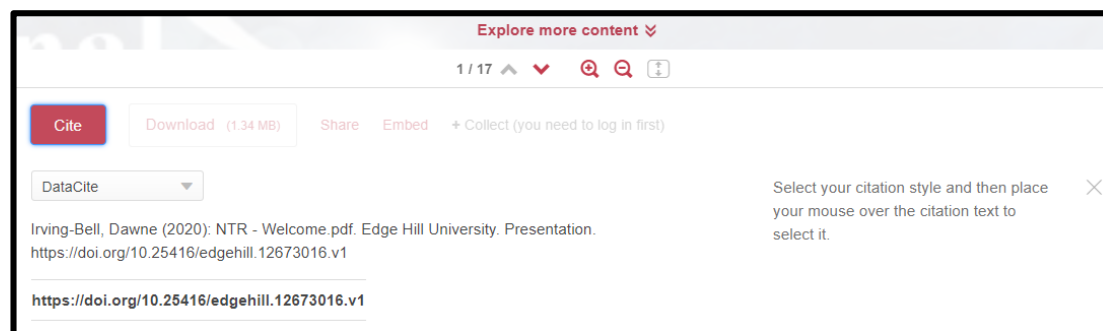 Explore more content
1 / 17
Cite Download (1.34 MB) Share Embed + Collect (you need to log in first)
DataCite
Select your citation style and then place
your mouse over the citation text to
select it.
Irving-Bell, Dawne (2020): NTR - Welcome.pdf. Edge Hill University. Presentation.
https://doi.org/10.25416/edgehill.12673016.v1
https://doi.org/10.25416/edgehill.12673016.v1